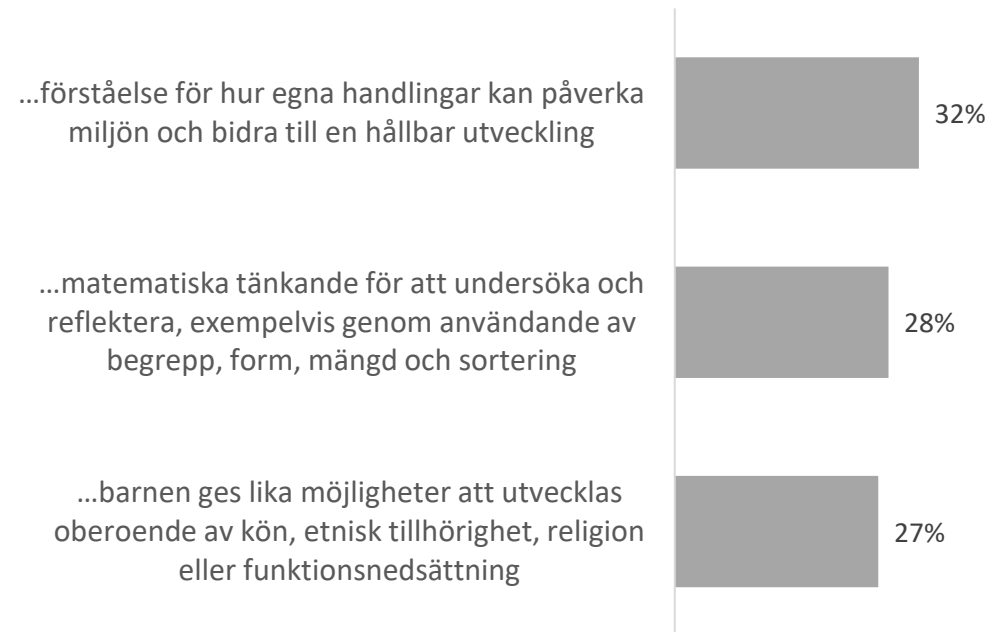 ...förståelse för hur egna handlingar kan påverka
miljön och bidra till en hållbar utveckling
32%
...matematiska tänkande för att undersöka och
reflektera, exempelvis genom användande av
begrepp, form, mängd och sortering
28%
...barnen ges lika möjligheter att utvecklas
oberoende av kön, etnisk tillhörighet, religion
eller funktionsnedsättning
27%